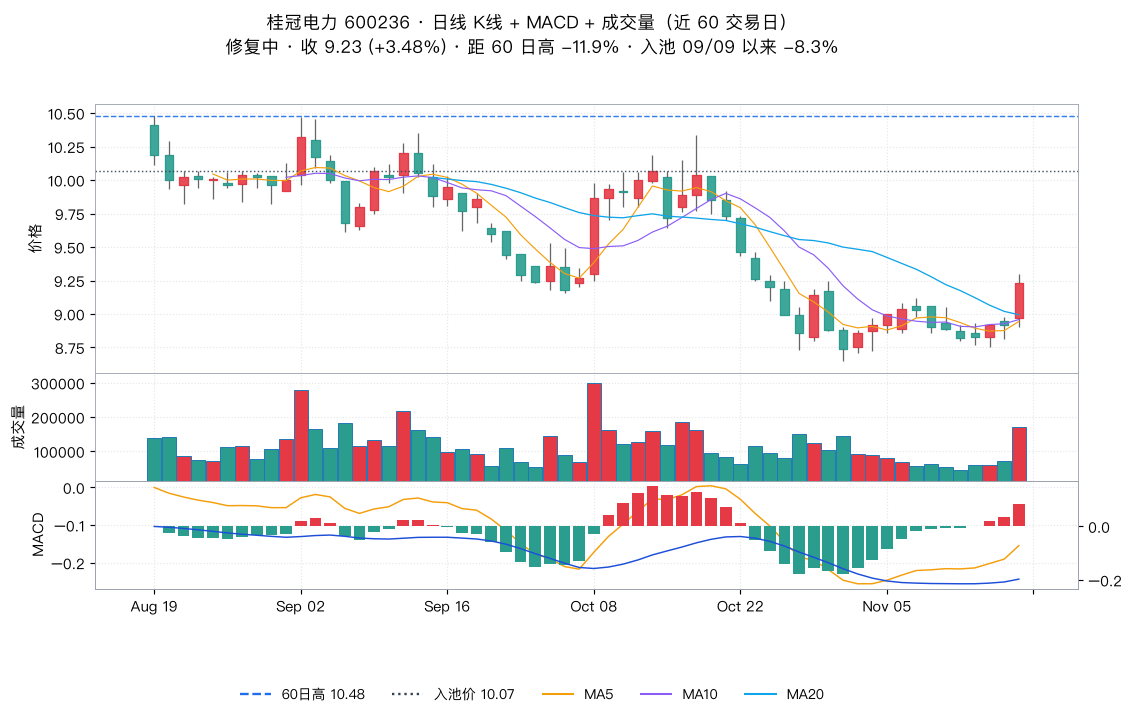 桂冠电力 600236 · 日线 K线 + MACD + 成交量（近 60 交易日）
修复中 · 收 9.23 (+3.48%) · 距 60 日高 −11.9% · 入池 09/09 以来 −8.3%
10.50
10.25
10.00
9.75
9.50
9.25
9.00
8.75
价格
300000
200000
100000
成交量
0.0
−0.1
−0.2
MACD
0.0
−0.2
Aug 19
Sep 02
Sep 16
Oct 08
Oct 22
Nov 05
60日高 10.48
入池价 10.07
MA5
MA10
MA20